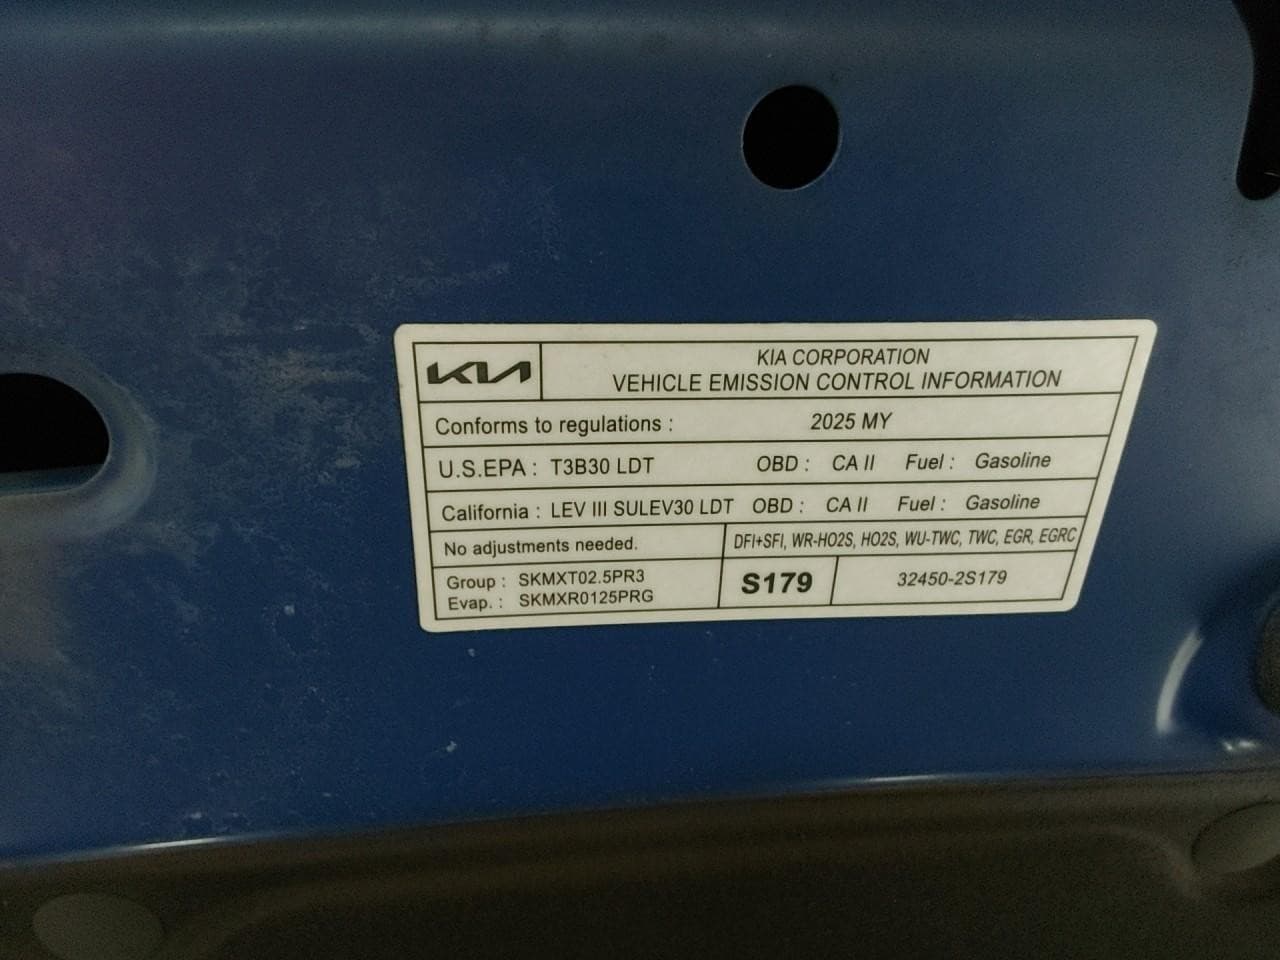 KIA
KIA CORPORATION
VEHICLE EMISSION CONTROL INFORMATION
Conforms to regulations : 2025 MY
U.S.EPA : T3B30 LDT OBD : CA II Fuel : Gasoline
California : LEV III SULEV30 LDT OBD : CA II Fuel : Gasoline
No adjustments needed. DFI+SFI, WR-HO2S, HO2S, WU-TWC, TWC, EGR, EGRC
Group : SKMXT02.5PR3
Evap. : SKMXR0125PRG
S179
32450-2S179